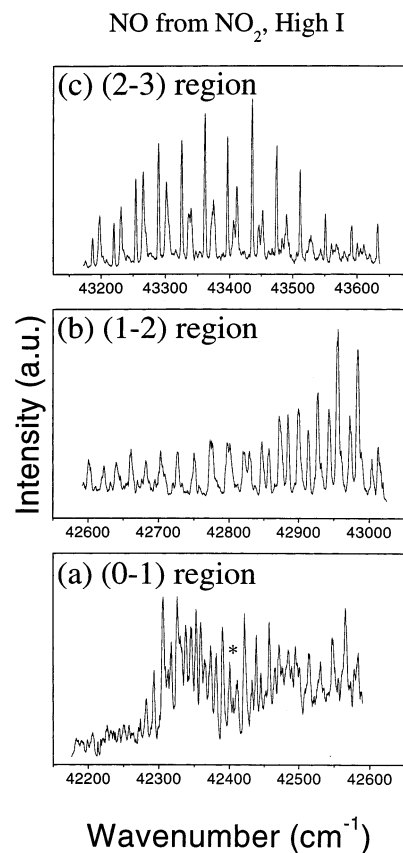 NO from NO₂, High I
(c) (2-3) region
43200 43300 43400 43500 43600
(b) (1-2) region
42600 42700 42800 42900 43000
(a) (0-1) region
*
42200 42300 42400 42500 42600
Intensity (a.u.)
Wavenumber (cm⁻¹)